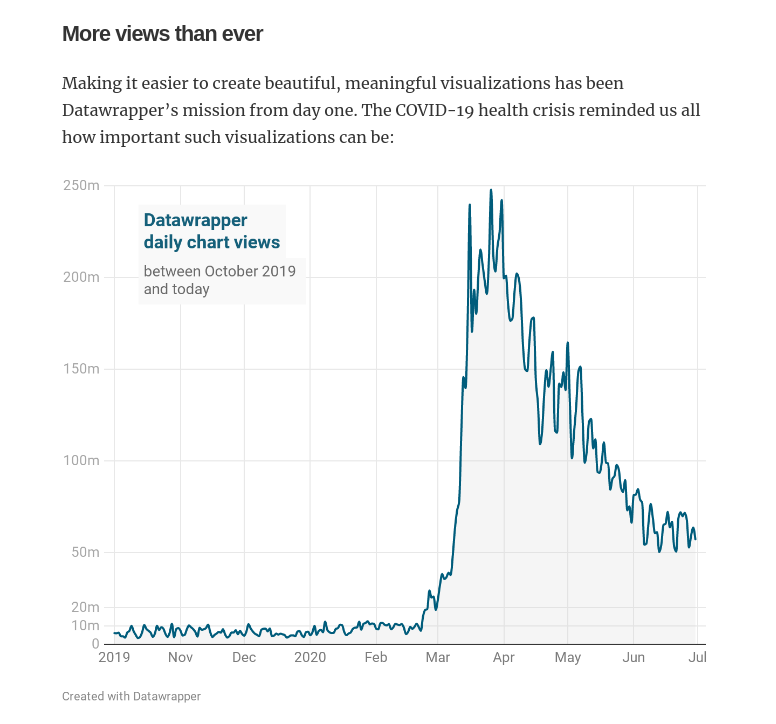 More views than ever
Making it easier to create beautiful, meaningful visualizations has been
Datawrapper’s mission from day one. The COVID-19 health crisis reminded us all
how important such visualizations can be:
250m
Datawrapper
daily chart views
between October 2019
and today
200m
150m
100m
50m
20m
10m
0
2019 Nov Dec 2020 Feb Mar Apr May Jun Jul
Created with Datawrapper